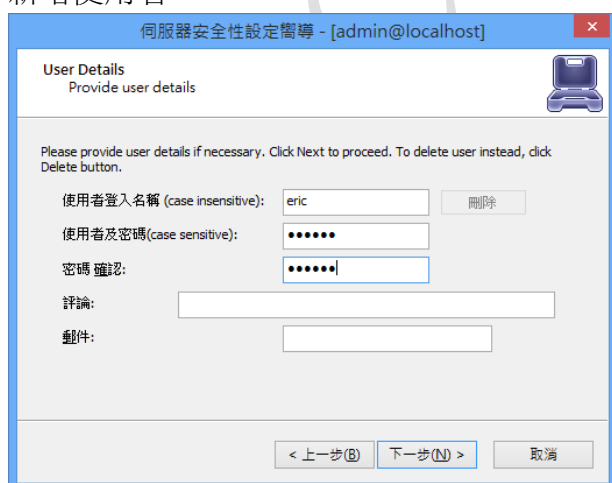 新增使用者
伺服器安全性設定嚮導 - [admin@localhost]
User Details
Provide user details
Please provide user details if necessary. Click Next to proceed. To delete user instead, click
Delete button.
使用者登入名稱 (case insensitive): eric 刪除
使用者及密碼(case sensitive): ●●●●●●
密碼 確認: ●●●●●●
評論:
郵件:
< 上一步(B) 下一步(N) > 取消